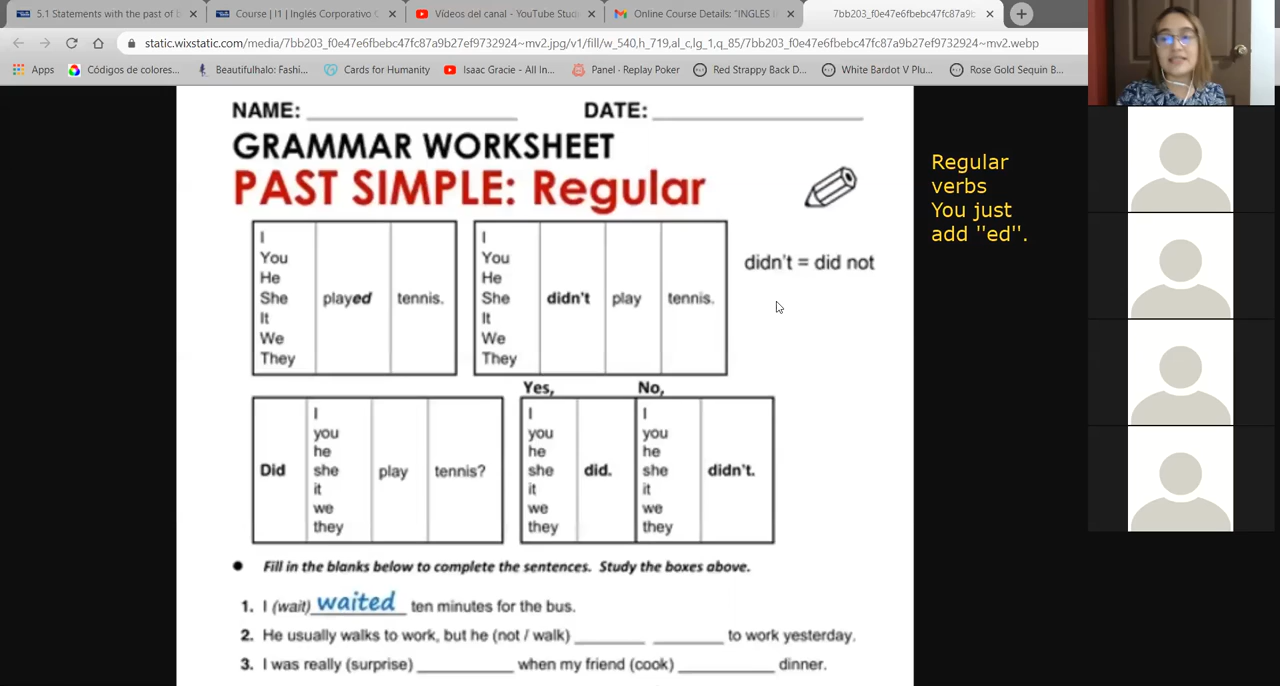 5.1 Statements with the past of
Course | I1 | Inglés Corporativo
Vídeos del canal - YouTube Stud
Online Course Details: "INGLES
7bb203_f0e47e6fbebc47fc87a9b
static.wixstatic.com/media/7bb203_f0e47e6fbebc47fc87a9b27ef9732924~mv2.jpg/v1/fill/w_540,h_719,al_c,lg_1,q_85/7bb203_f0e47e6fbebc47fc87a9b27ef9732924~mv2.webp
Apps Códigos de colores... Beautifulhalo: Fashi... Cards for Humanity Isaac Gracie - All In... Panel · Replay Poker Red Strappy Back D... White Bardot V Plu... Rose Gold Sequin B...
NAME: DATE:
GRAMMAR WORKSHEET
PAST SIMPLE: Regular
I
You
He
She
It
We
They
played
tennis.
I
You
He
She
It
We
They
didn't
play
tennis.
didn't = did not
Did
I
you
he
she
it
we
they
play
tennis?
Yes,
I
you
he
she
it
we
they
did.
No,
I
you
he
she
it
we
they
didn't.
● Fill in the blanks below to complete the sentences. Study the boxes above.
1. I (wait) waited ten minutes for the bus.
2. He usually walks to work, but he (not / walk) ________ ________ to work yesterday.
3. I was really (surprise) ___________ when my friend (cook) ___________ dinner.
Regular
verbs
You just
add "ed".